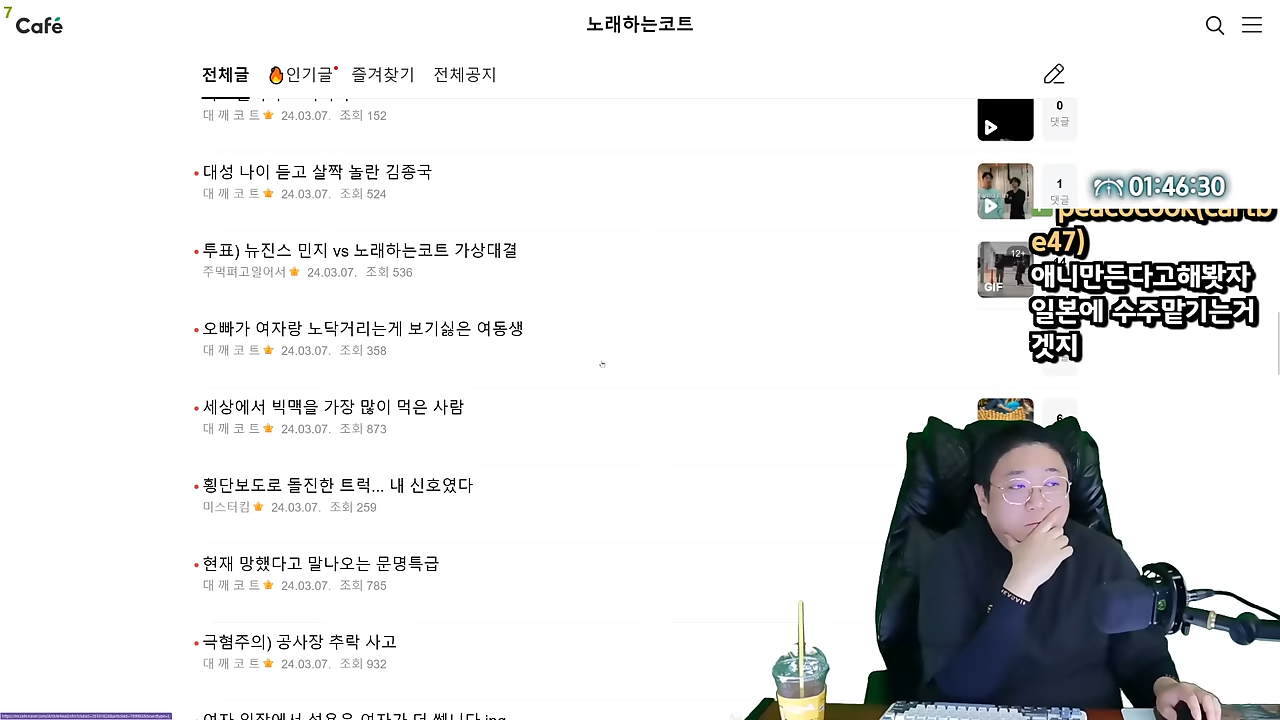 7
Café
노래하는코트
전체글 인기글 즐겨찾기 전체공지
대 깨 코 트 24.03.07. 조회 152
0
댓글
대성 나이 듣고 살짝 놀란 김종국
대 깨 코 트 24.03.07. 조회 524
1
댓글
01:46:30
peacocook(cartb
e47)
애니만든다고해봣자
일본에 수주맡기는거
겟지
투표) 뉴진스 민지 vs 노래하는코트 가상대결
주먹펴고일어서 24.03.07. 조회 536
12+
GIF
오빠가 여자랑 노닥거리는게 보기싫은 여동생
대 깨 코 트 24.03.07. 조회 358
세상에서 빅맥을 가장 많이 먹은 사람
대 깨 코 트 24.03.07. 조회 873
6
횡단보도로 돌진한 트럭... 내 신호였다
미스터킴 24.03.07. 조회 259
현재 망했다고 말나오는 문명특급
대 깨 코 트 24.03.07. 조회 785
극혐주의) 공사장 추락 사고
대 깨 코 트 24.03.07. 조회 932